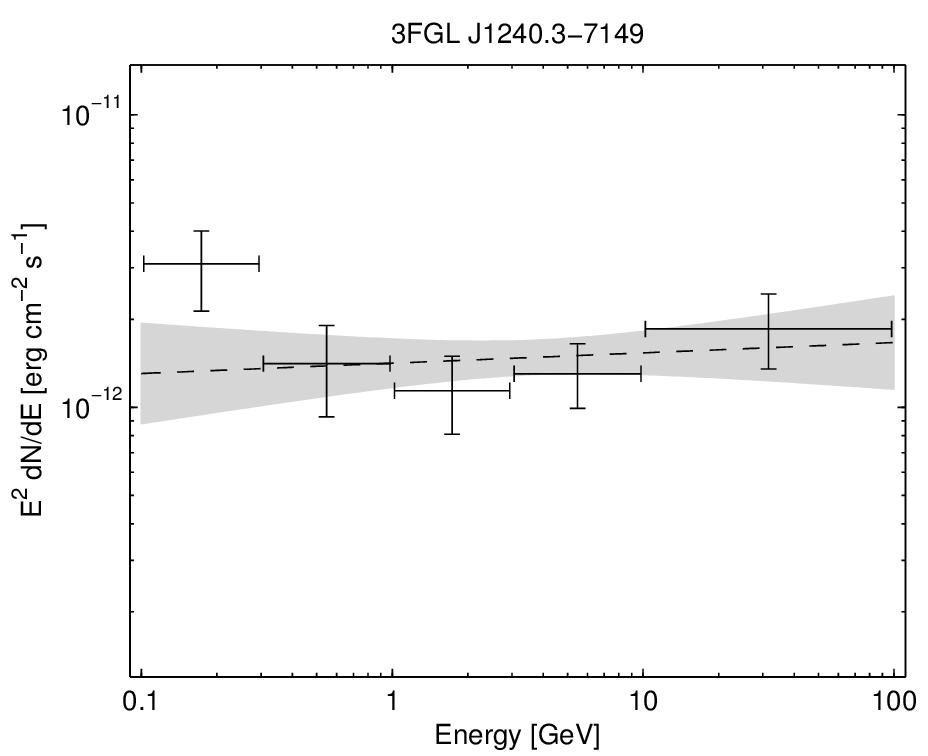 3FGL J1240.3−7149
10⁻¹¹
10⁻¹²
E² dN/dE [erg cm⁻² s⁻¹]
0.1 1 10 100
Energy [GeV]